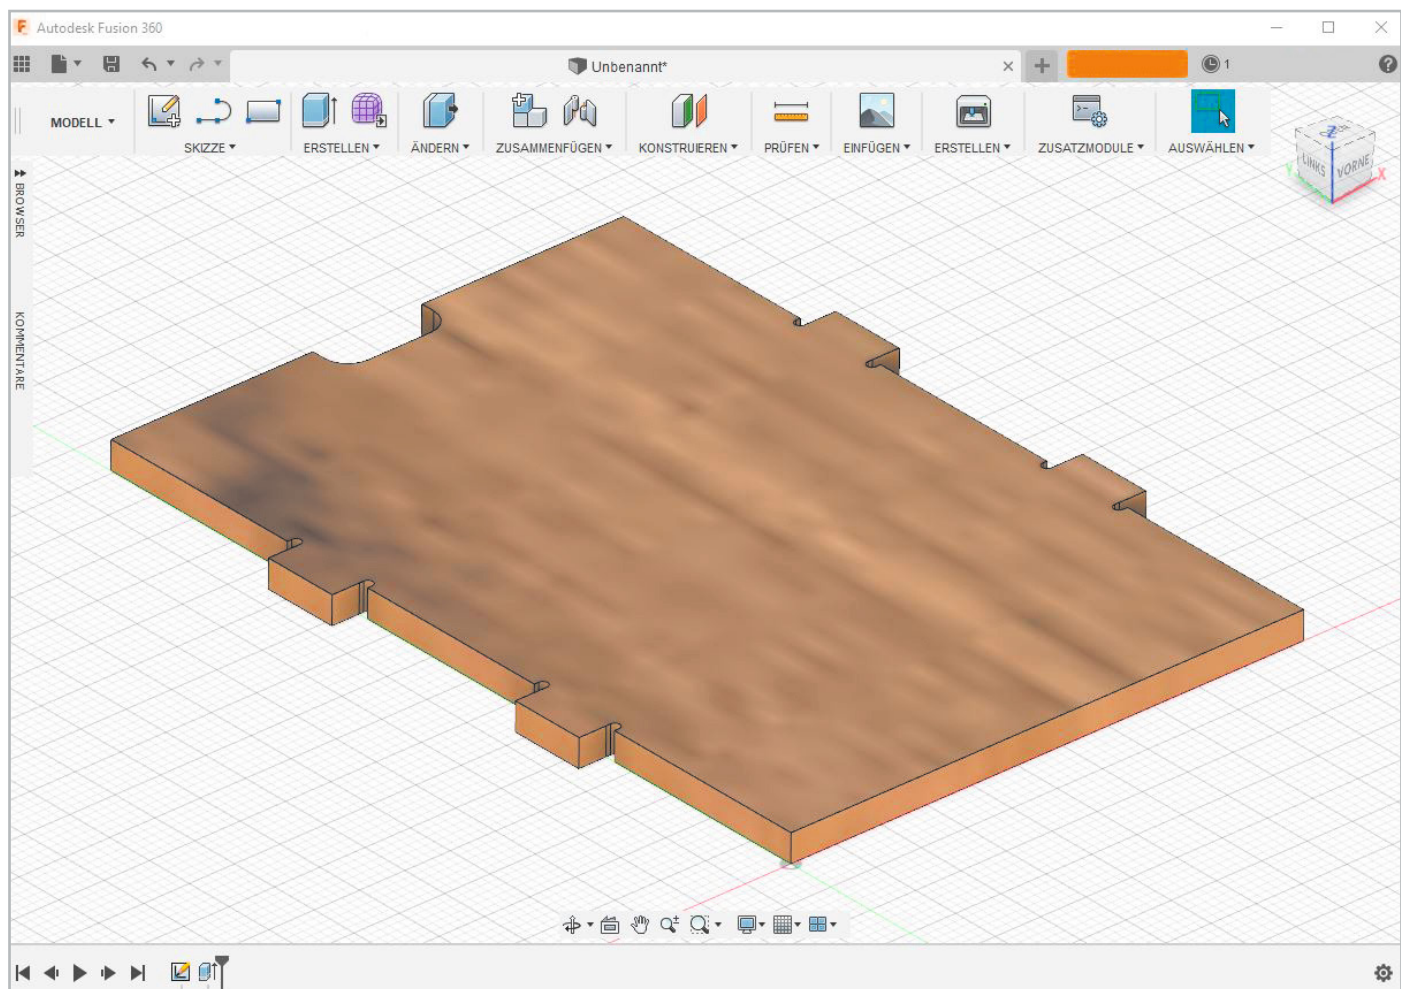 Autodesk Fusion 360
Unbenannt*
1
MODELL
SKIZZE
ERSTELLEN
ÄNDERN
ZUSAMMENFÜGEN
KONSTRUIEREN
PRÜFEN
EINFÜGEN
ERSTELLEN
ZUSATZMODULE
AUSWÄHLEN
BROWSER
KOMMENTARE
Z
LINKS
VORNE
Y
X